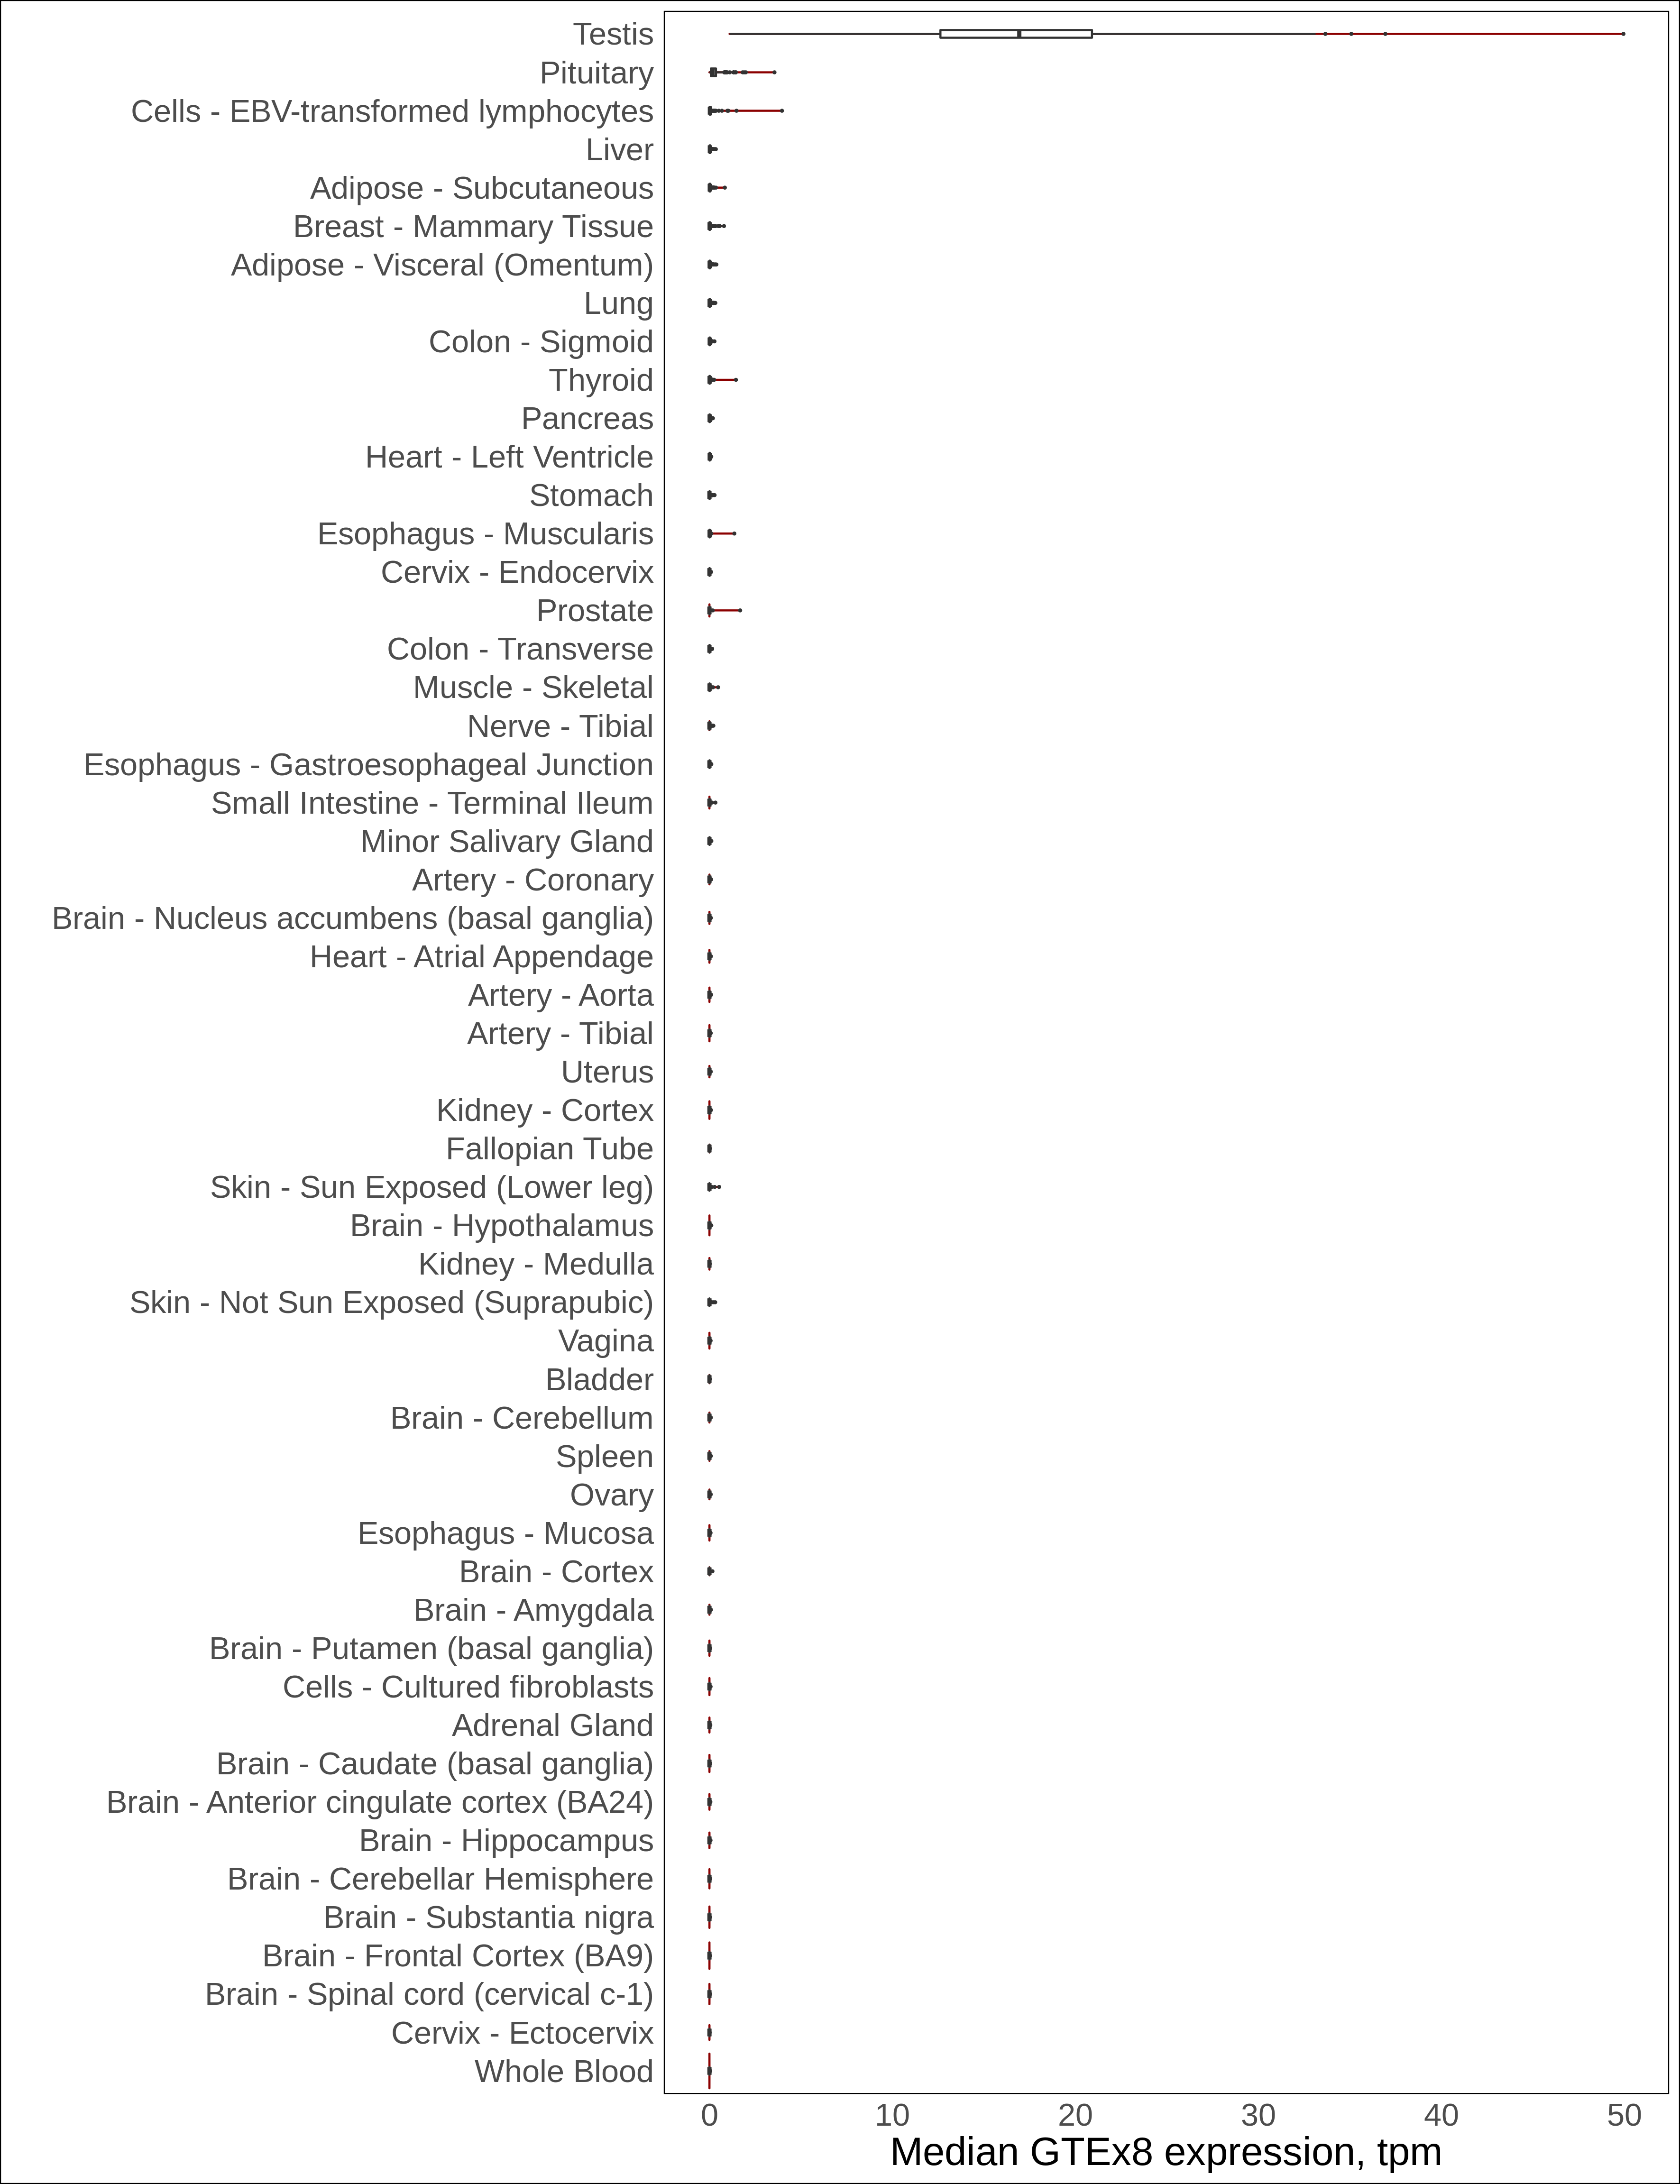 Testis
Pituitary
Cells - EBV-transformed lymphocytes
Liver
Adipose - Subcutaneous
Breast - Mammary Tissue
Adipose - Visceral (Omentum)
Lung
Colon - Sigmoid
Thyroid
Pancreas
Heart - Left Ventricle
Stomach
Esophagus - Muscularis
Cervix - Endocervix
Prostate
Colon - Transverse
Muscle - Skeletal
Nerve - Tibial
Esophagus - Gastroesophageal Junction
Small Intestine - Terminal Ileum
Minor Salivary Gland
Artery - Coronary
Brain - Nucleus accumbens (basal ganglia)
Heart - Atrial Appendage
Artery - Aorta
Artery - Tibial
Uterus
Kidney - Cortex
Fallopian Tube
Skin - Sun Exposed (Lower leg)
Brain - Hypothalamus
Kidney - Medulla
Skin - Not Sun Exposed (Suprapubic)
Vagina
Bladder
Brain - Cerebellum
Spleen
Ovary
Esophagus - Mucosa
Brain - Cortex
Brain - Amygdala
Brain - Putamen (basal ganglia)
Cells - Cultured fibroblasts
Adrenal Gland
Brain - Caudate (basal ganglia)
Brain - Anterior cingulate cortex (BA24)
Brain - Hippocampus
Brain - Cerebellar Hemisphere
Brain - Substantia nigra
Brain - Frontal Cortex (BA9)
Brain - Spinal cord (cervical c-1)
Cervix - Ectocervix
Whole Blood
0 10 20 30 40 50
Median GTEx8 expression, tpm